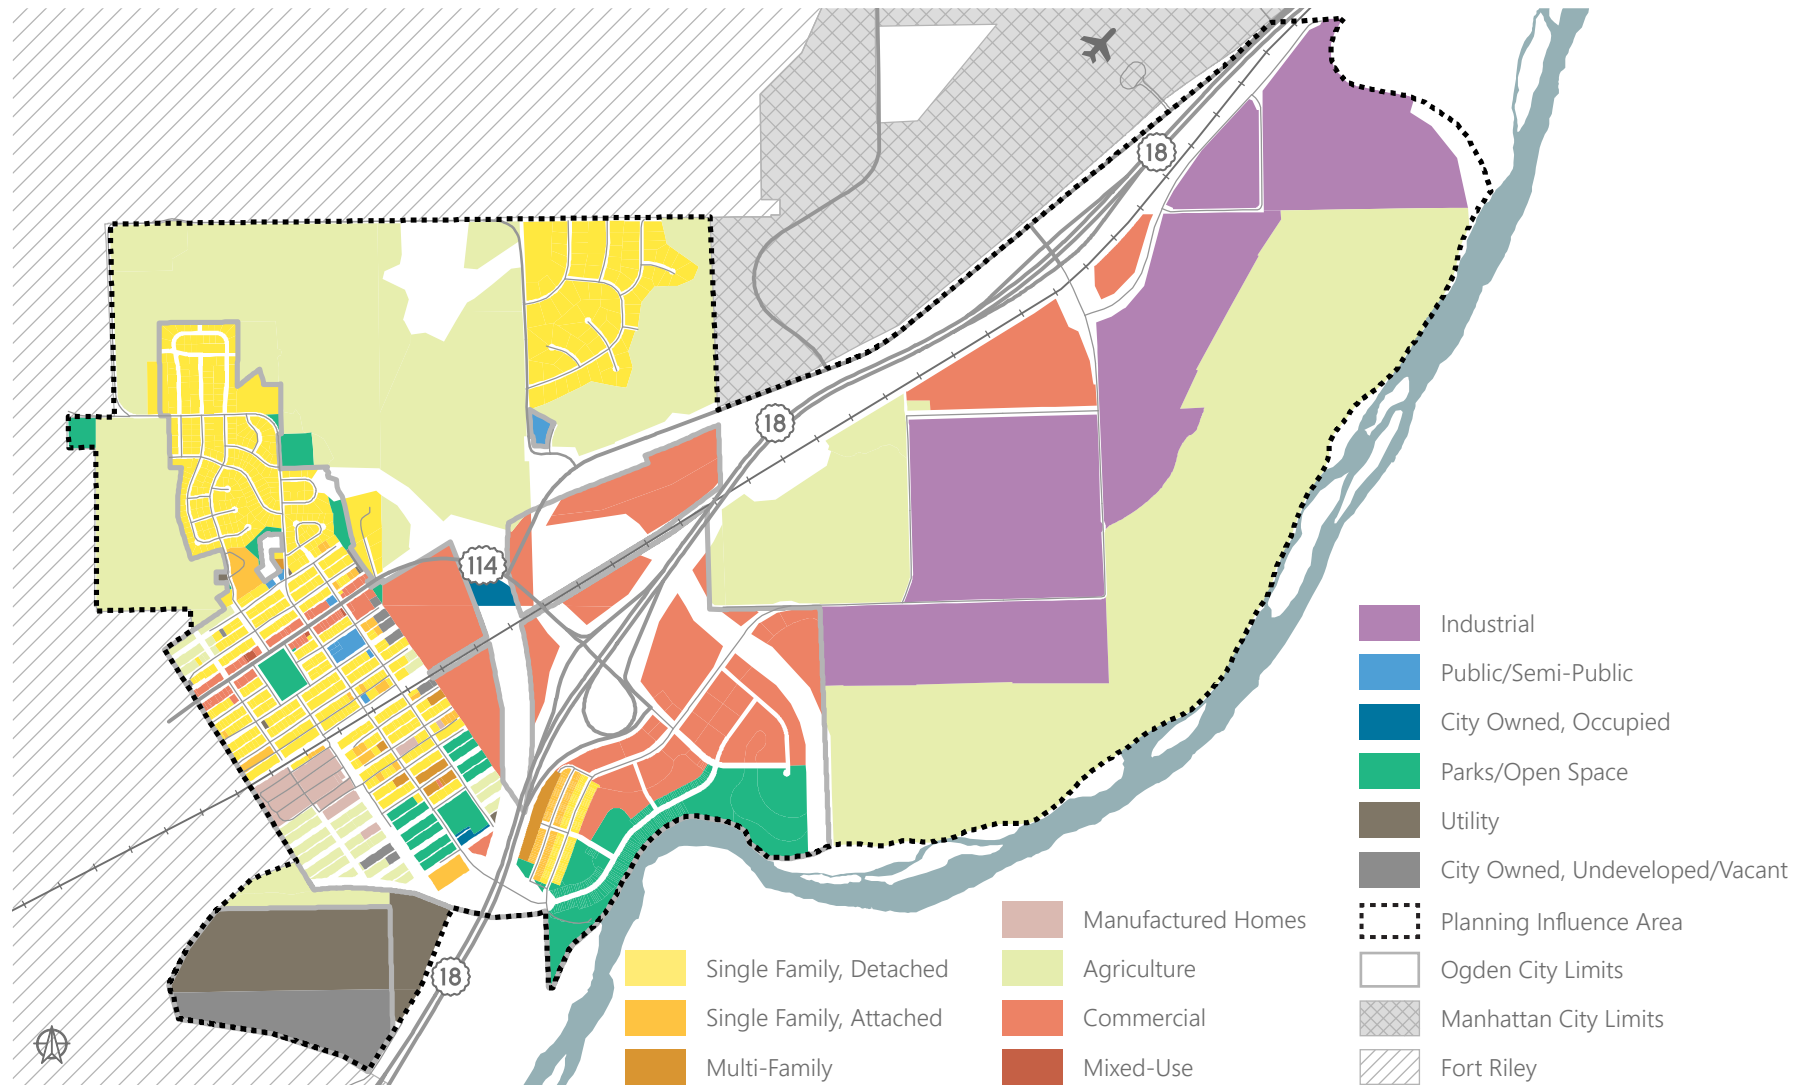 18
18
114
18
Industrial
Public/Semi-Public
City Owned, Occupied
Parks/Open Space
Utility
City Owned, Undeveloped/Vacant
Planning Influence Area
Ogden City Limits
Manhattan City Limits
Fort Riley
Manufactured Homes
Agriculture
Commercial
Mixed-Use
Single Family, Detached
Single Family, Attached
Multi-Family